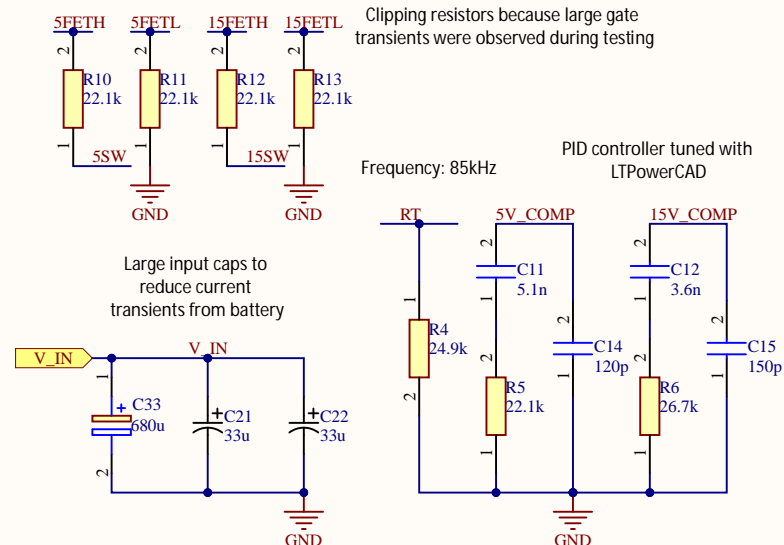 5FETH
5FETL
15FETH
15FETL
Clipping resistors because large gate
transients were observed during testing
2
2
2
2
R10
22.1k
R11
22.1k
R12
22.1k
R13
22.1k
1
1
1
1
5SW
15SW
GND
GND
Frequency: 85kHz
PID controller tuned with
LTPowerCAD
RT
5V_COMP
15V_COMP
2
C11
5.1n
1
2
C12
3.6n
1
1
R4
24.9k
2
2
C14
120p
1
2
C15
150p
1
2
R5
22.1k
1
2
R6
26.7k
1
GND
Large input caps to
reduce current
transients from battery
V_IN
V_IN
1
C33
680u
2
C21
33u
C22
33u
GND